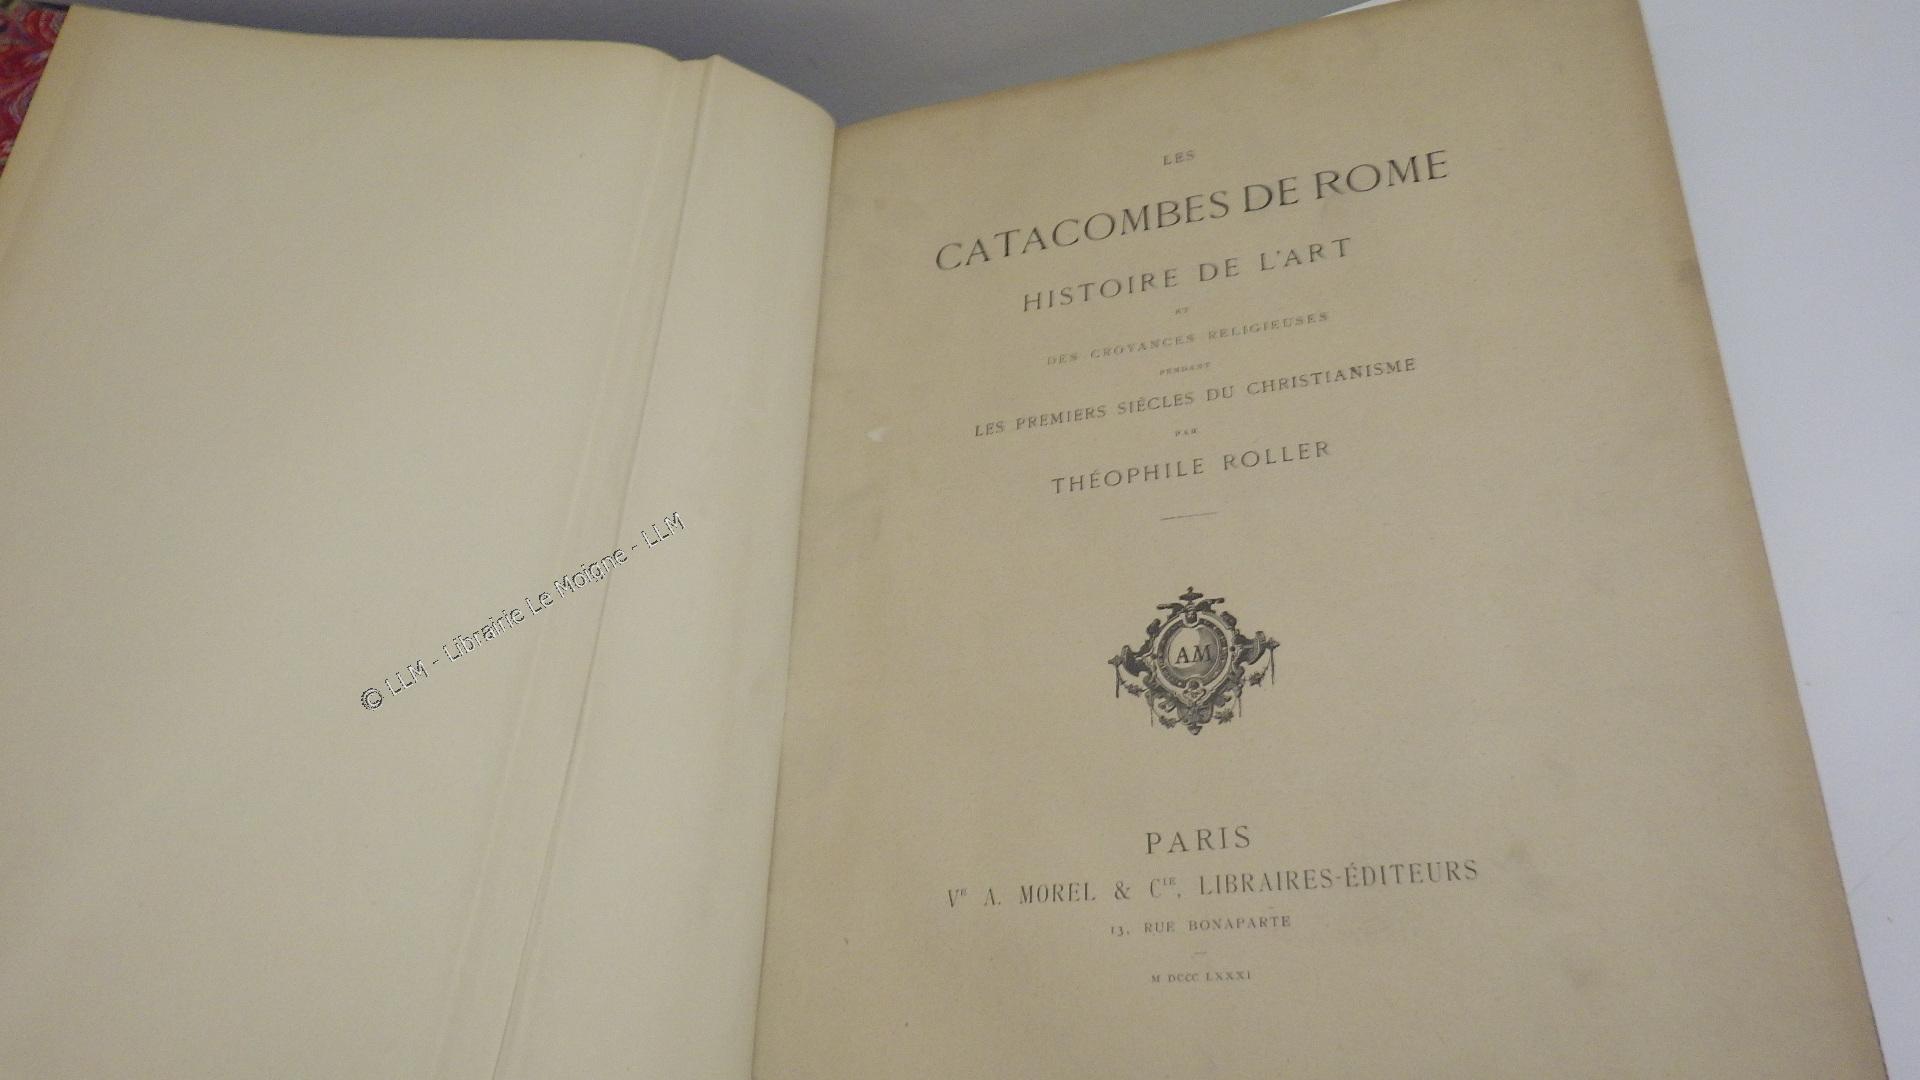 LES
CATACOMBES DE ROME
HISTOIRE DE L'ART
ET
DES CROYANCES RELIGIEUSES
PENDANT
LES PREMIERS SIÈCLES DU CHRISTIANISME
PAR
THÉOPHILE ROLLER
AM
PARIS
Vᴱ A. MOREL & Cᴵᴱ, LIBRAIRES-ÉDITEURS
13, RUE BONAPARTE
M DCCC LXXXI
© LLM - Librairie Le Moigne - LLM